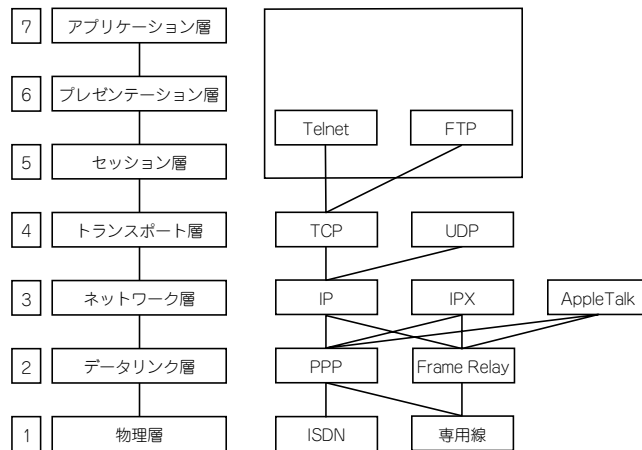 7 アプリケーション層
6 プレゼンテーション層
Telnet FTP
5 セッション層
4 トランスポート層 TCP UDP
3 ネットワーク層 IP IPX AppleTalk
2 データリンク層 PPP Frame Relay
1 物理層 ISDN 専用線